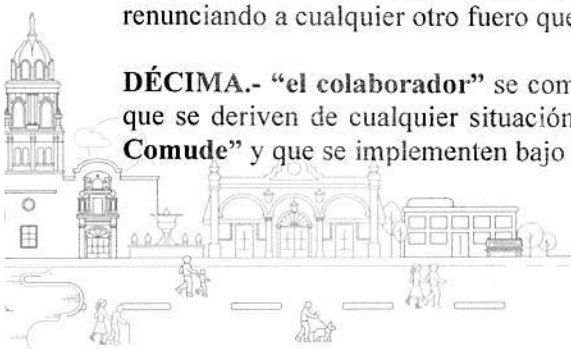 renunciando a cualquier otro fuero que
DÉCIMA.- “el colaborador” se com
que se deriven de cualquier situación
Comude” y que se implementen bajo